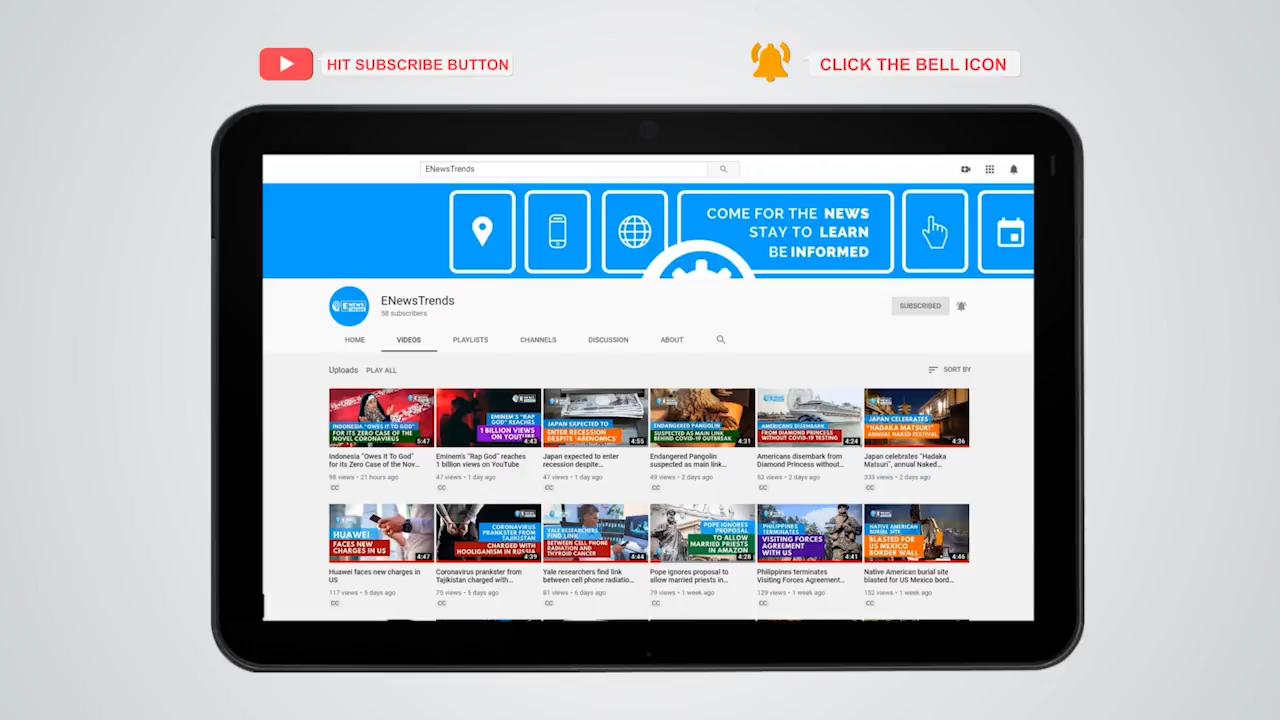 HIT SUBSCRIBE BUTTON
CLICK THE BELL ICON
ENewsTrends
COME FOR THE NEWS
STAY TO LEARN
BE INFORMED
ENewsTrends
58 subscribers
SUBSCRIBED
HOME VIDEOS PLAYLISTS CHANNELS DISCUSSION ABOUT
Uploads PLAY ALL
SORT BY
INDONESIA "OWES IT TO GOD"
FOR ITS ZERO CASE OF THE
NOVEL CORONAVIRUS
5:47
EMINEM'S "RAP
GOD" REACHES
1 BILLION VIEWS
ON YOUTUBE
4:43
JAPAN EXPECTED TO
ENTER RECESSION
DESPITE 'ABENOMICS'
4:55
ENDANGERED PANGOLIN
SUSPECTED AS MAIN LINK
BEHIND COVID-19 OUTBREAK
4:31
AMERICANS DISEMBARK
FROM DIAMOND PRINCESS
WITHOUT COVID-19 TESTING
4:24
JAPAN CELEBRATES
"HADAKA MATSURI",
ANNUAL NAKED FESTIVAL
4:36
Indonesia "Owes It To God"
for its Zero Case of the Nov...
98 views • 21 hours ago
CC
Eminem's "Rap God" reaches
1 billion views on YouTube
47 views • 1 day ago
CC
Japan expected to enter
recession despite...
47 views • 1 day ago
CC
Endangered Pangolin
suspected as main link...
49 views • 2 days ago
CC
Americans disembark from
Diamond Princess without...
52 views • 2 days ago
CC
Japan celebrates "Hadaka
Matsuri", annual Naked...
333 views • 2 days ago
CC
HUAWEI
FACES NEW
CHARGES IN US
4:47
CORONAVIRUS
PRANKSTER FROM
TAJIKISTAN
CHARGED WITH
HOOLIGANISM IN RUSSIA
4:39
YALE RESEARCHERS
FIND LINK
BETWEEN CELL PHONE
RADIATION AND
THYROID CANCER
4:44
POPE IGNORES
PROPOSAL
TO ALLOW
MARRIED PRIESTS
IN AMAZON
4:28
PHILIPPINES
TERMINATES
VISITING FORCES
AGREEMENT
WITH US
4:41
NATIVE AMERICAN
BURIAL SITE
BLASTED FOR
US MEXICO
BORDER WALL
4:46
Huawei faces new charges in
US
117 views • 5 days ago
CC
Coronavirus prankster from
Tajikistan charged with...
75 views • 5 days ago
CC
Yale researchers find link
between cell phone radiatio...
81 views • 6 days ago
CC
Pope ignores proposal to
allow married priests in...
79 views • 1 week ago
CC
Philippines terminates
Visiting Forces Agreement...
129 views • 1 week ago
CC
Native American burial site
blasted for US Mexico bord...
152 views • 1 week ago
CC